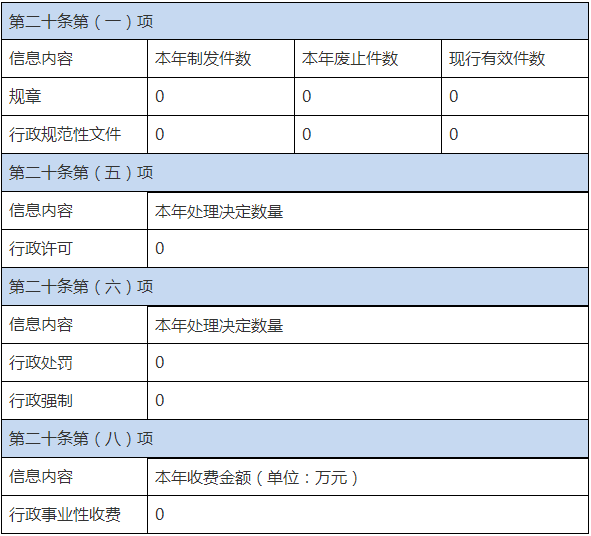 第二十条第（一）项
信息内容 本年制发件数 本年废止件数 现行有效件数
规章 0 0 0
行政规范性文件 0 0 0
第二十条第（五）项
信息内容 本年处理决定数量
行政许可 0
第二十条第（六）项
信息内容 本年处理决定数量
行政处罚 0
行政强制 0
第二十条第（八）项
信息内容 本年收费金额（单位：万元）
行政事业性收费 0